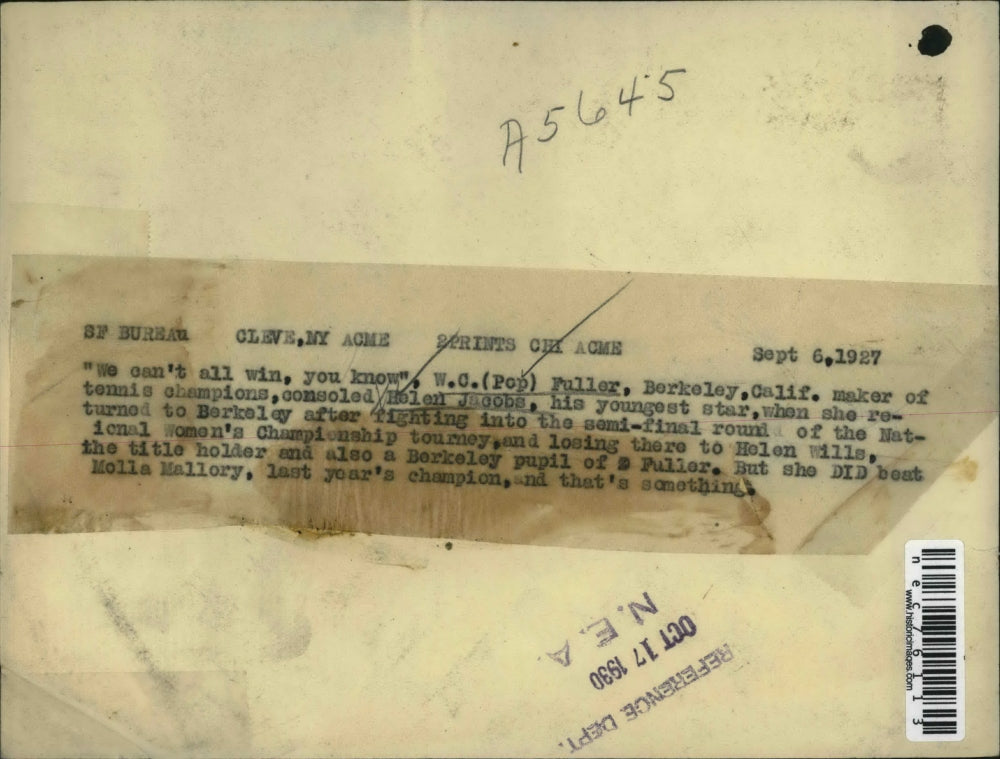 A5645
SF BUREAU CLEVE,NY ACME 2PRINTS CHI ACME Sept 6,1927
"We can't all win, you know", W.C.(Pop) Fuller, Berkeley,Calif. maker of
tennis champions,consoled Helen Jacobs, his youngest star,when she re-
turned to Berkeley after fighting into the semi-final round of the Nat-
ional Women's Championship tourney,and losing there to Helen Wills,
the title holder and also a Berkeley pupil of Fuller. But she DID beat
Molla Mallory, last year's champion,and that's something.
REFERENCE DEPT.
OCT 17 1930
N. E. A
www.historicimages.com
nec76113